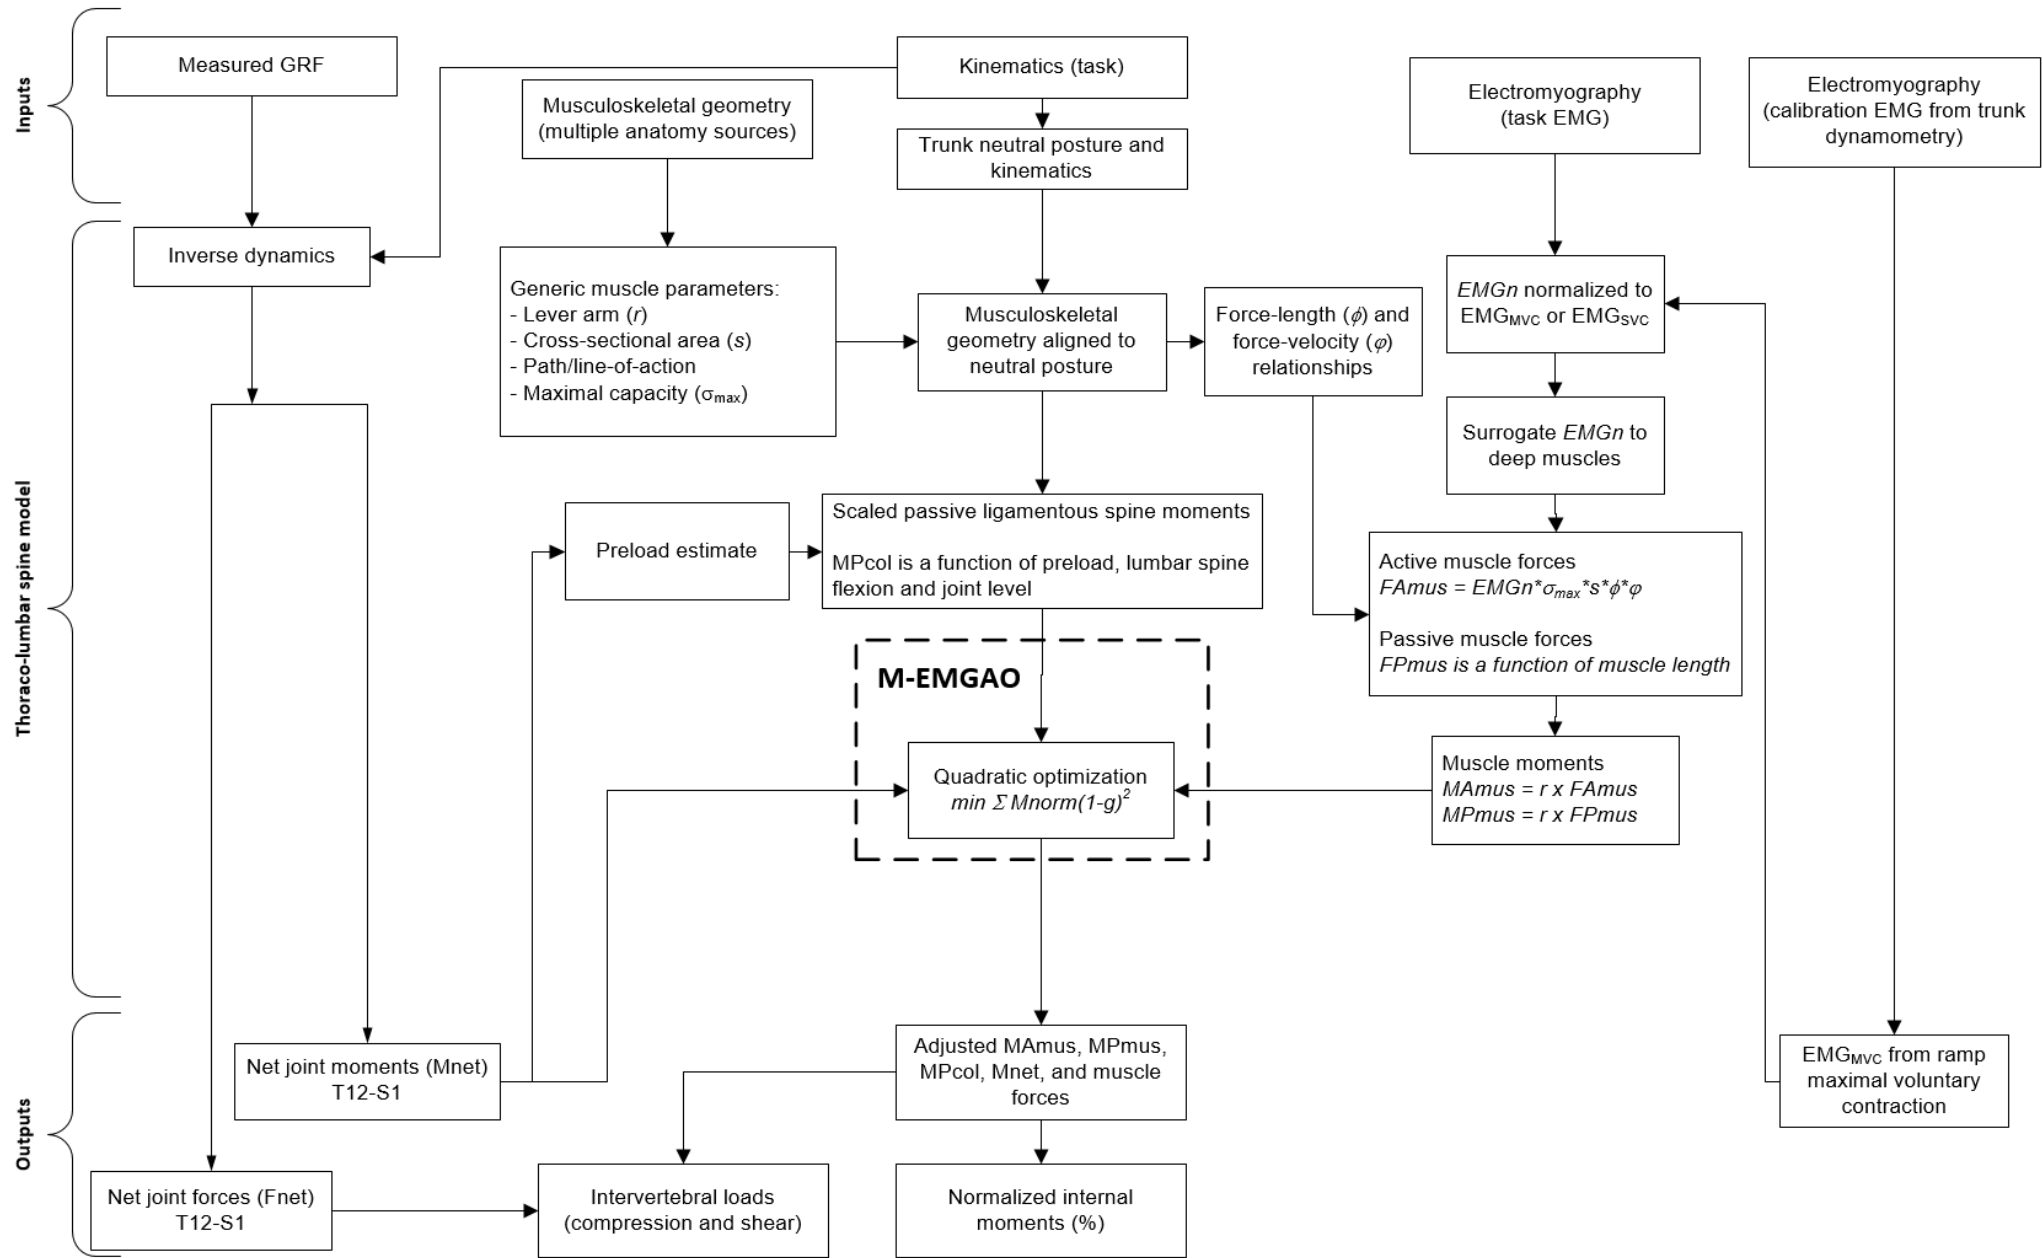 Inputs
Measured GRF
Kinematics (task)
Musculoskeletal geometry
(multiple anatomy sources)
Trunk neutral posture and
kinematics
Electromyography
(task EMG)
Electromyography
(calibration EMG from trunk
dynamometry)
Thoraco-lumbar spine model
Inverse dynamics
Generic muscle parameters:
- Lever arm (r)
- Cross-sectional area (s)
- Path/line-of-action
- Maximal capacity (σmax)
Musculoskeletal
geometry aligned to
neutral posture
Force-length (ϕ) and
force-velocity (φ)
relationships
EMGn normalized to
EMGMVC or EMGSVC
Surrogate EMGn to
deep muscles
Preload estimate
Scaled passive ligamentous spine moments
MPcol is a function of preload, lumbar spine
flexion and joint level
Active muscle forces
FAmus = EMGn*σmax*s*ϕ*φ
Passive muscle forces
FPmus is a function of muscle length
M-EMGAO
Quadratic optimization
min Σ Mnorm(1-g)²
Muscle moments
MAmus = r x FAmus
MPmus = r x FPmus
Outputs
Net joint moments (Mnet)
T12-S1
Adjusted MAmus, MPmus,
MPcol, Mnet, and muscle
forces
EMGMVC from ramp
maximal voluntary
contraction
Net joint forces (Fnet)
T12-S1
Intervertebral loads
(compression and shear)
Normalized internal
moments (%)